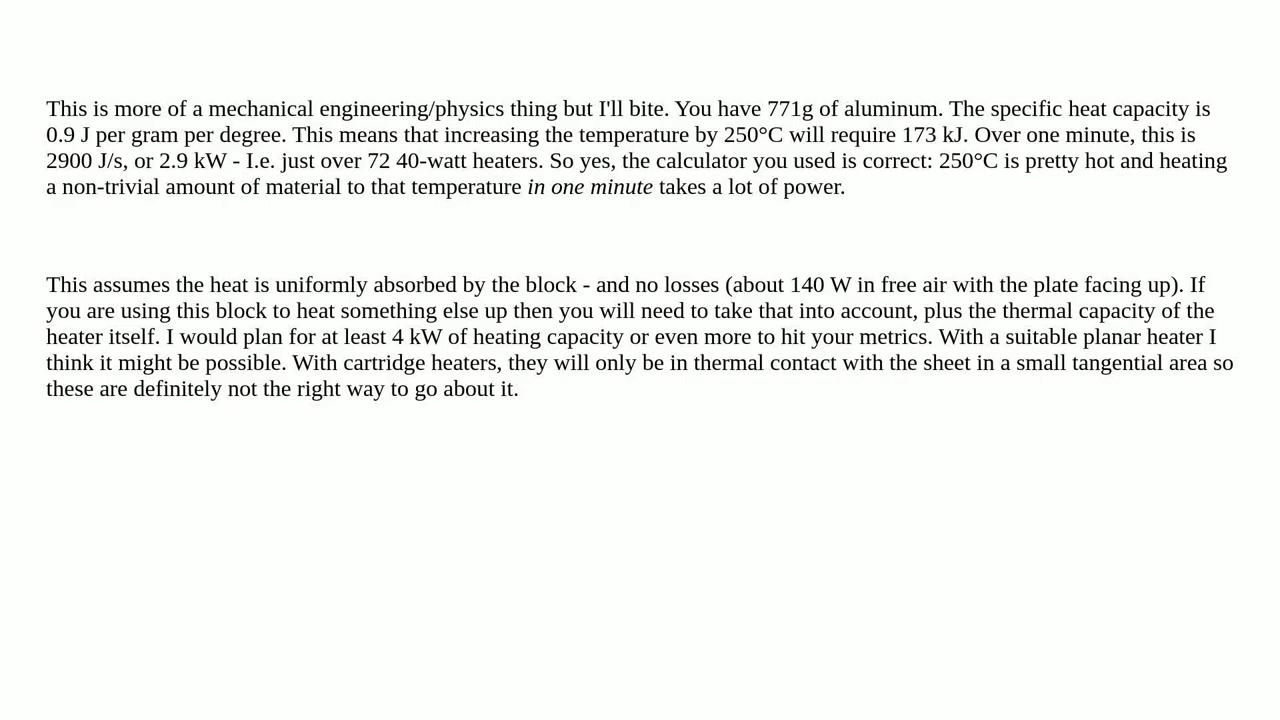 This is more of a mechanical engineering/physics thing but I'll bite. You have 771g of aluminum. The specific heat capacity is
0.9 J per gram per degree. This means that increasing the temperature by 250°C will require 173 kJ. Over one minute, this is
2900 J/s, or 2.9 kW - I.e. just over 72 40-watt heaters. So yes, the calculator you used is correct: 250°C is pretty hot and heating
a non-trivial amount of material to that temperature in one minute takes a lot of power.
This assumes the heat is uniformly absorbed by the block - and no losses (about 140 W in free air with the plate facing up). If
you are using this block to heat something else up then you will need to take that into account, plus the thermal capacity of the
heater itself. I would plan for at least 4 kW of heating capacity or even more to hit your metrics. With a suitable planar heater I
think it might be possible. With cartridge heaters, they will only be in thermal contact with the sheet in a small tangential area so
these are definitely not the right way to go about it.